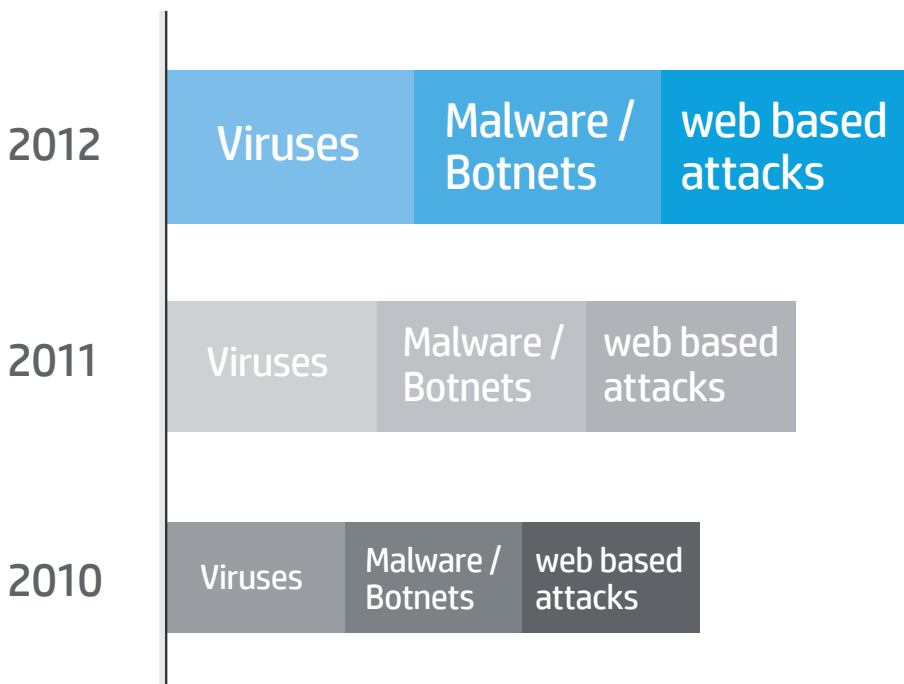 2012
Viruses
Malware /
Botnets
web based
attacks
2011
Viruses
Malware /
Botnets
web based
attacks
2010
Viruses
Malware /
Botnets
web based
attacks